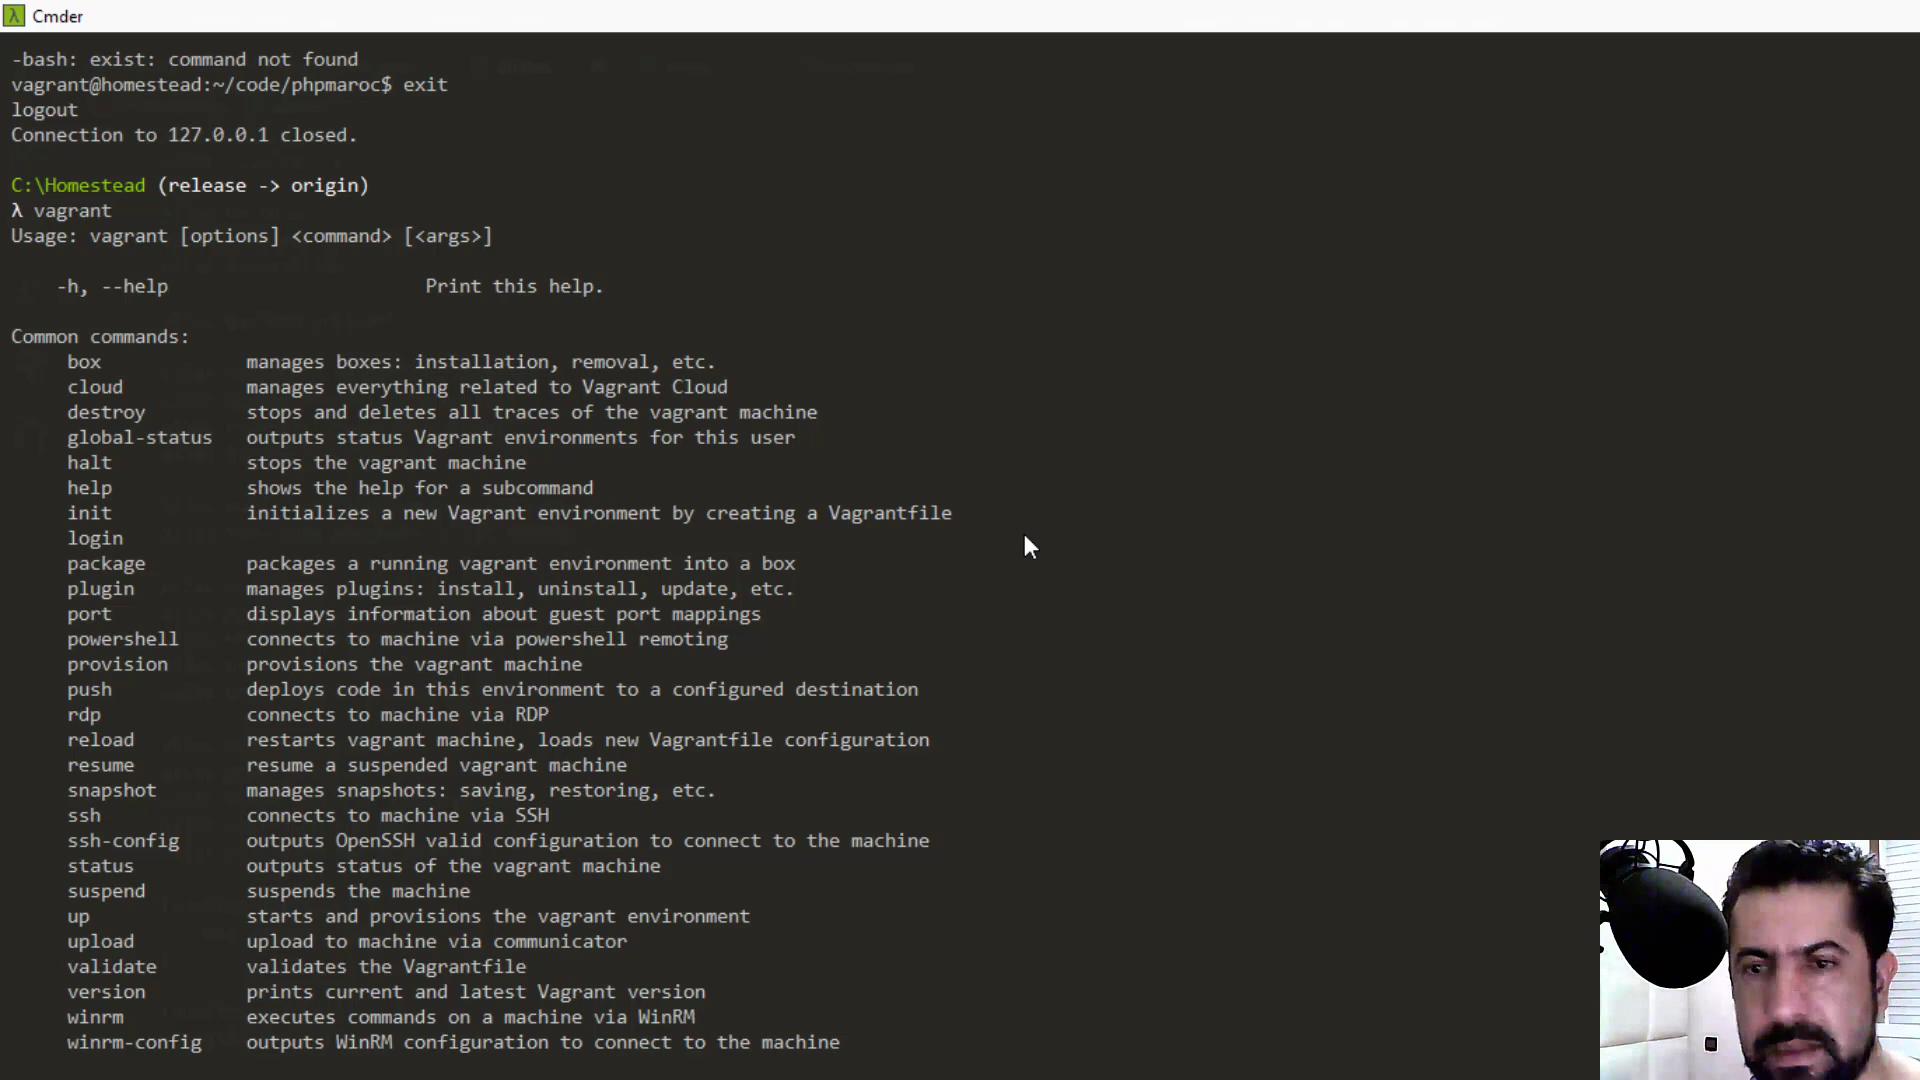 λ Cmder
-bash: exist: command not found
vagrant@homestead:~/code/phpmaroc$ exit
logout
Connection to 127.0.0.1 closed.
C:\Homestead (release -> origin)
λ vagrant
Usage: vagrant [options] <command> [<args>]
-h, --help Print this help.
Common commands:
box manages boxes: installation, removal, etc.
cloud manages everything related to Vagrant Cloud
destroy stops and deletes all traces of the vagrant machine
global-status outputs status Vagrant environments for this user
halt stops the vagrant machine
help shows the help for a subcommand
init initializes a new Vagrant environment by creating a Vagrantfile
login
package packages a running vagrant environment into a box
plugin manages plugins: install, uninstall, update, etc.
port displays information about guest port mappings
powershell connects to machine via powershell remoting
provision provisions the vagrant machine
push deploys code in this environment to a configured destination
rdp connects to machine via RDP
reload restarts vagrant machine, loads new Vagrantfile configuration
resume resume a suspended vagrant machine
snapshot manages snapshots: saving, restoring, etc.
ssh connects to machine via SSH
ssh-config outputs OpenSSH valid configuration to connect to the machine
status outputs status of the vagrant machine
suspend suspends the machine
up starts and provisions the vagrant environment
upload upload to machine via communicator
validate validates the Vagrantfile
version prints current and latest Vagrant version
winrm executes commands on a machine via WinRM
winrm-config outputs WinRM configuration to connect to the machine